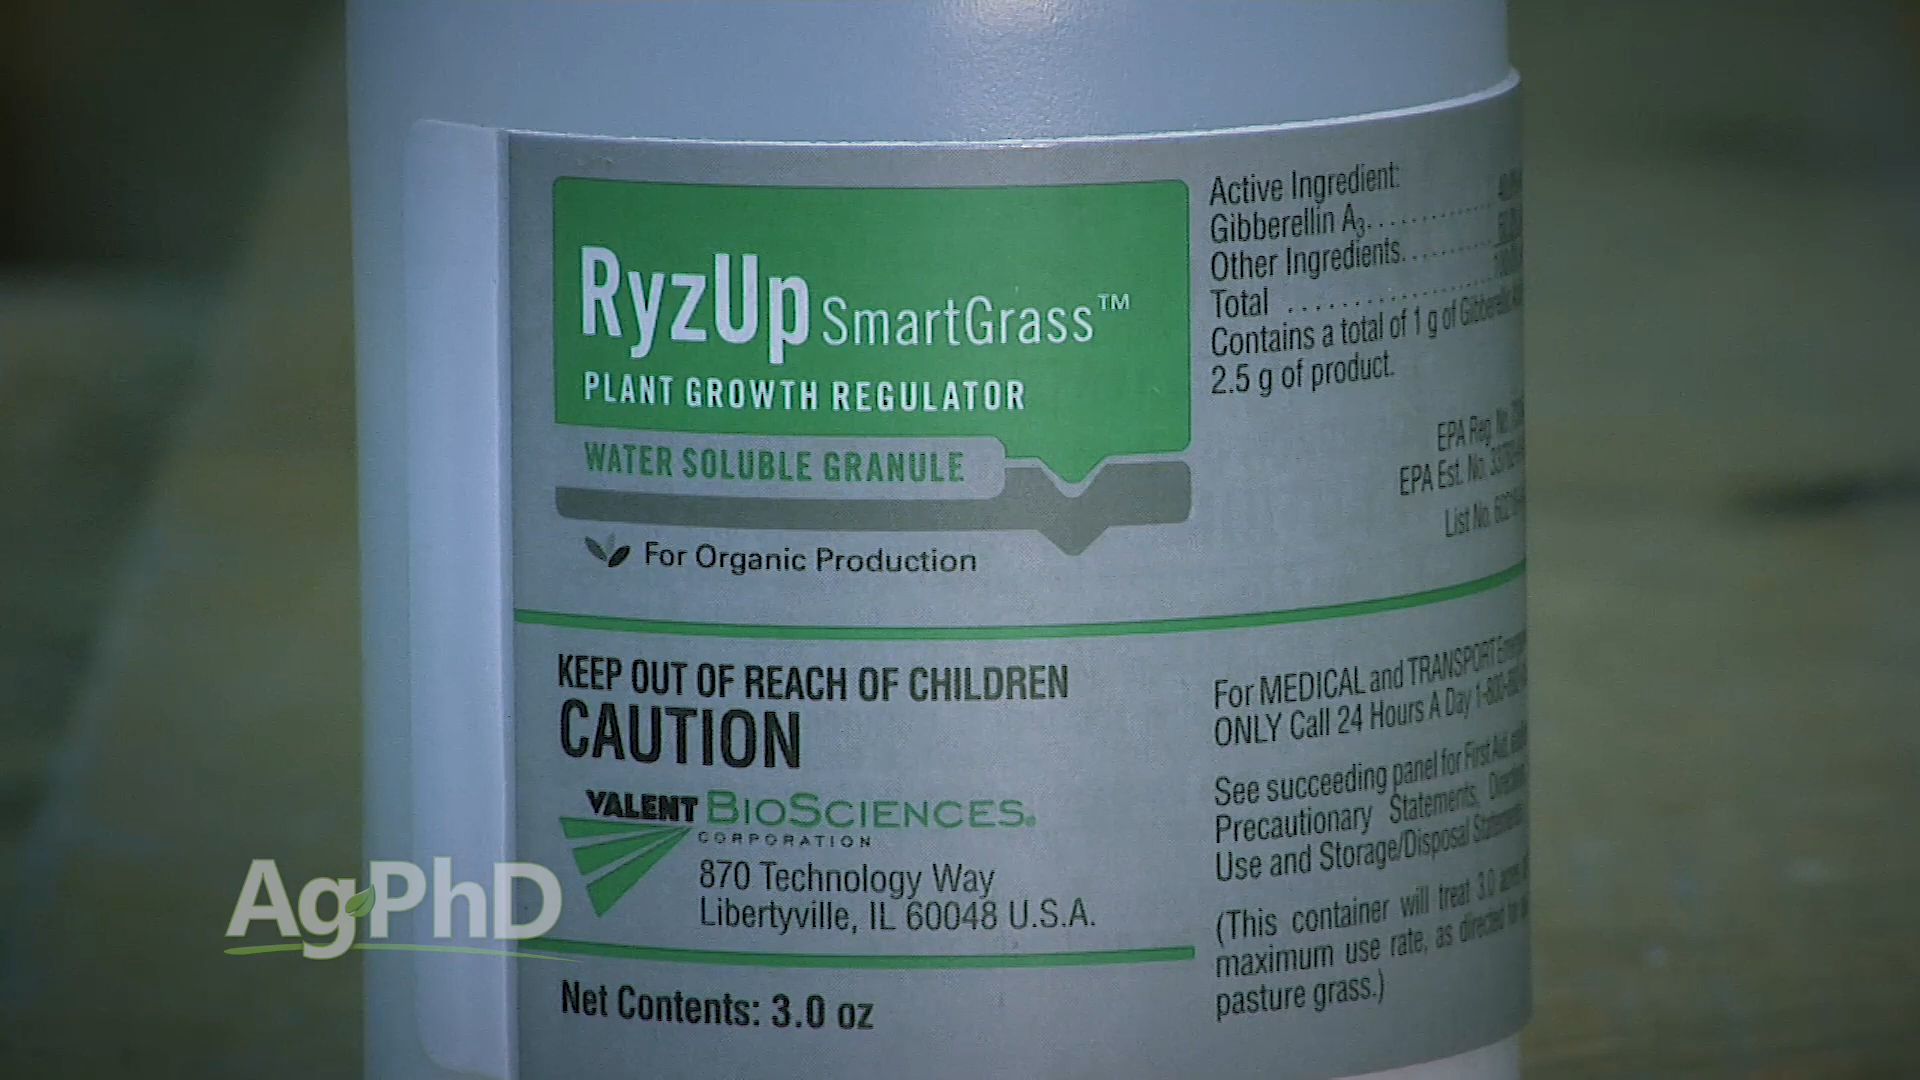 RyzUp SmartGrass™
PLANT GROWTH REGULATOR
WATER SOLUBLE GRANULE
For Organic Production
KEEP OUT OF REACH OF CHILDREN
CAUTION
VALENT BIOSCIENCES®
CORPORATION
870 Technology Way
Libertyville, IL 60048 U.S.A.
Net Contents: 3.0 oz
Active Ingredient:
Gibberellin A3
Other Ingredients
Total
Contains a total of 1 g of
2.5 g of product.
EPA Reg. No.
EPA Est. No.
List No.
For MEDICAL and TRANSPORT
ONLY Call 24 Hours A Day
See succeeding panel for First Aid,
Precautionary Statements,
Use and Storage/Disposal
(This container will treat 3.0
maximum use rate, as directed
pasture grass.)
AgPhD